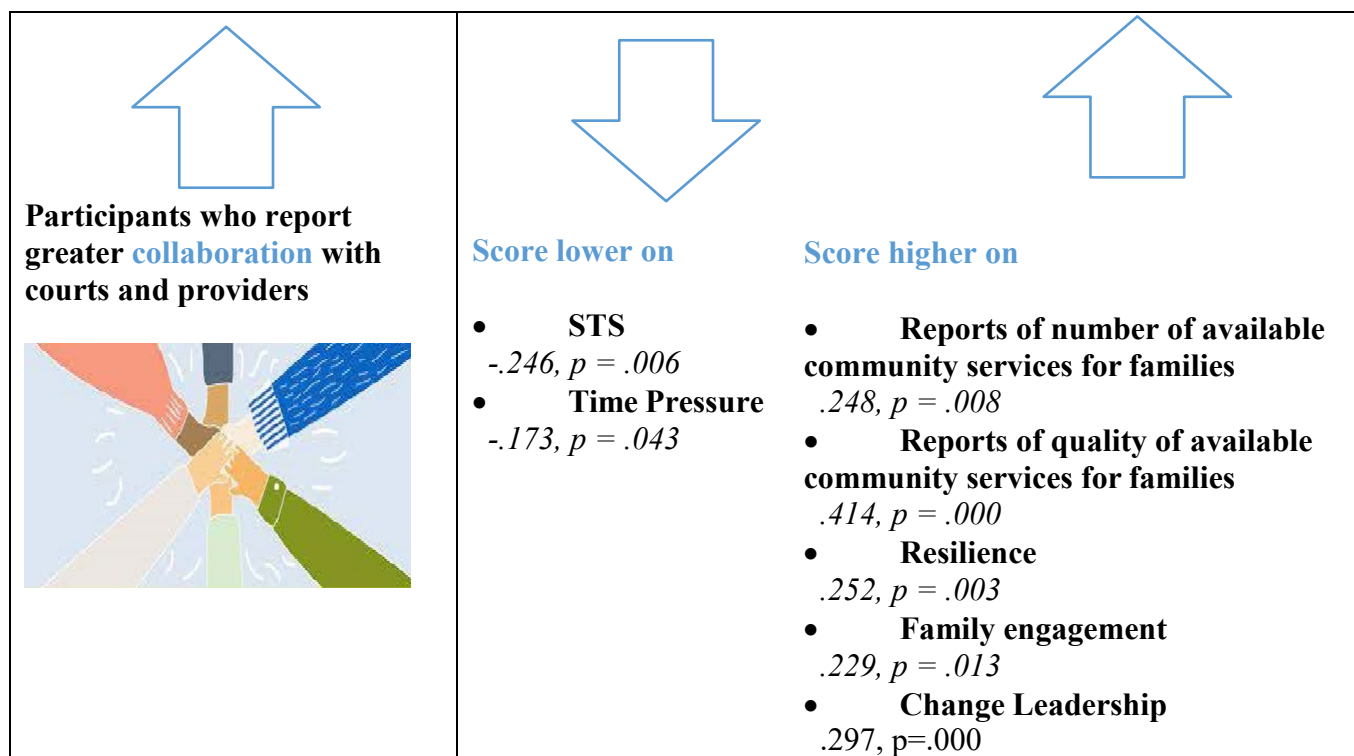 Participants who report
greater collaboration with
courts and providers
Score lower on
• STS
-.246, p = .006
• Time Pressure
-.173, p = .043
Score higher on
• Reports of number of available
community services for families
.248, p = .008
• Reports of quality of available
community services for families
.414, p = .000
• Resilience
.252, p = .003
• Family engagement
.229, p = .013
• Change Leadership
.297, p=.000